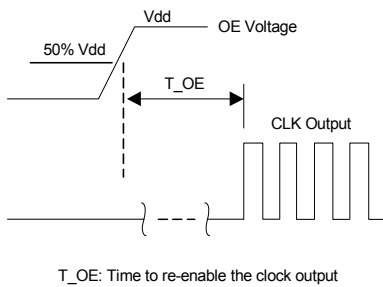 Vdd
OE Voltage
50% Vdd
T_OE
CLK Output
T_OE: Time to re-enable the clock output